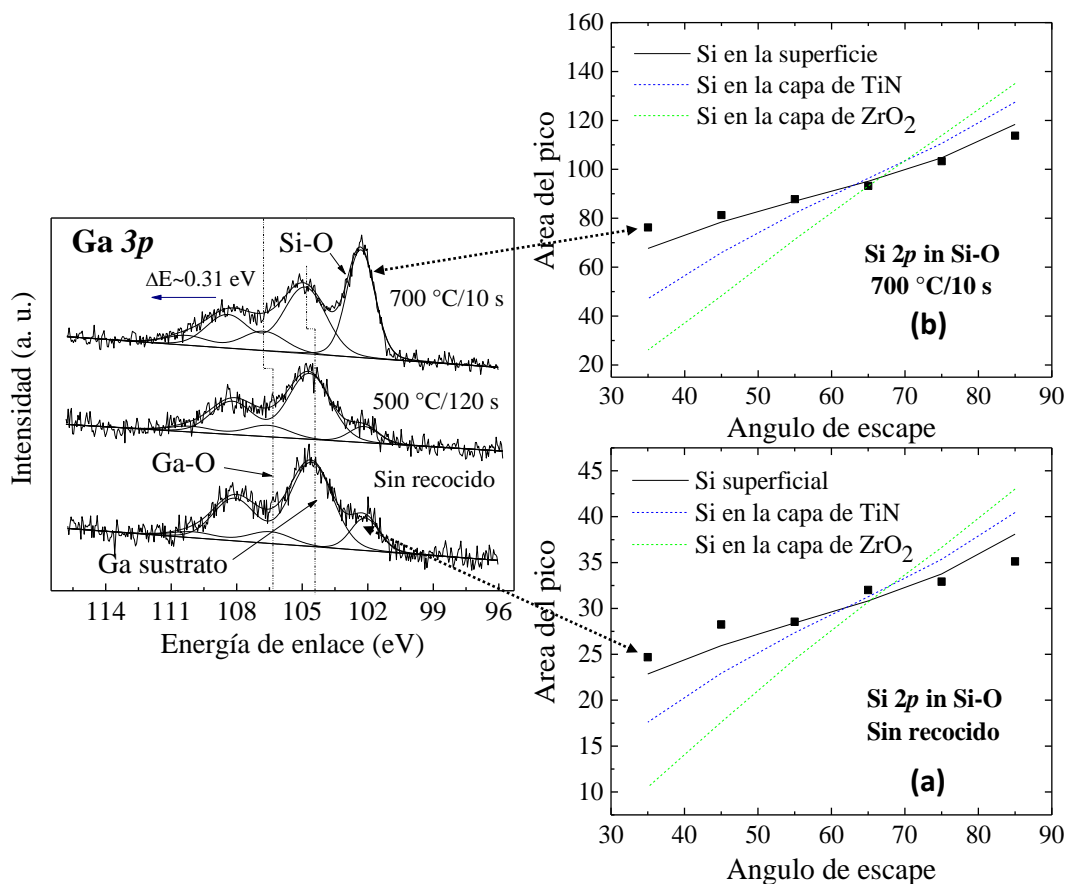 Ga 3p
Si-O
ΔE~0.31 eV
700 °C/10 s
500 °C/120 s
Ga-O
Sin recocido
Ga sustrato
114 111 108 105 102 99 96
Energía de enlace (eV)
Intensidad (a. u.)
160
140
120
100
80
60
40
20
Area del pico
Si en la superficie
Si en la capa de TiN
Si en la capa de ZrO2
Si 2p in Si-O
700 °C/10 s
(b)
30 40 50 60 70 80 90
Angulo de escape
45
40
35
30
25
20
15
10
Area del pico
Si superficial
Si en la capa de TiN
Si en la capa de ZrO2
Si 2p in Si-O
Sin recocido
(a)
30 40 50 60 70 80 90
Angulo de escape